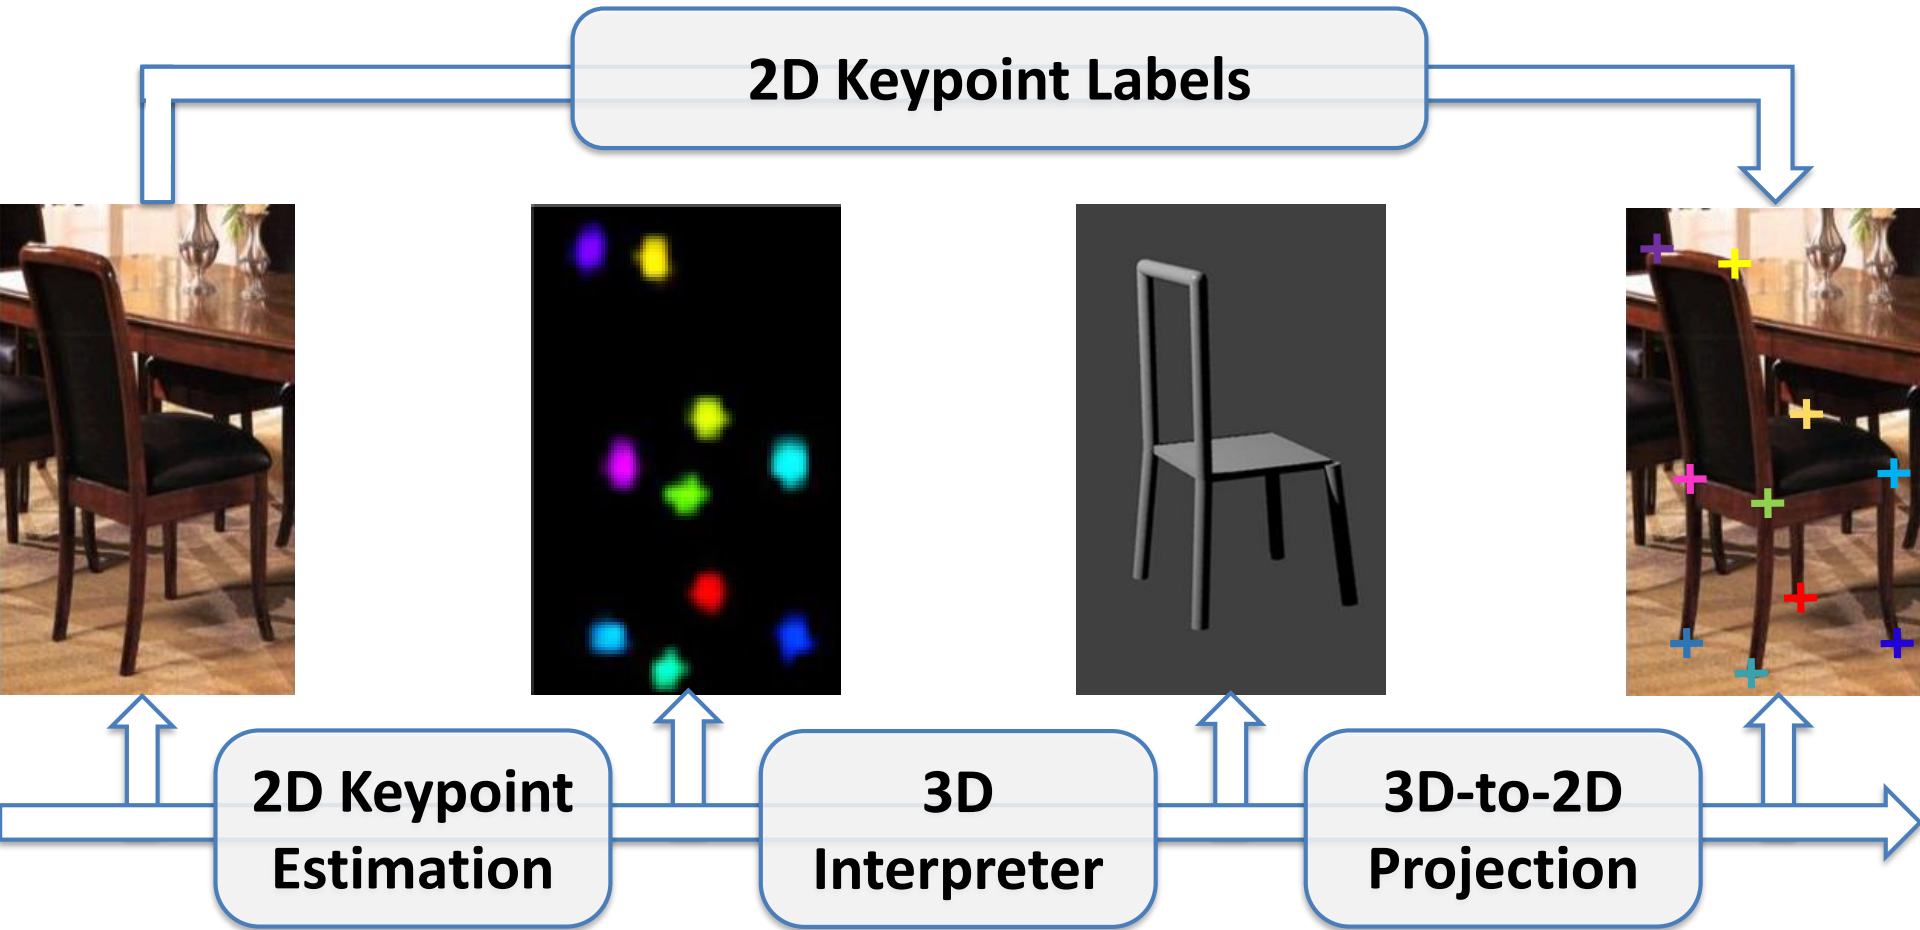 2D Keypoint Labels
2D Keypoint
Estimation
3D
Interpreter
3D-to-2D
Projection